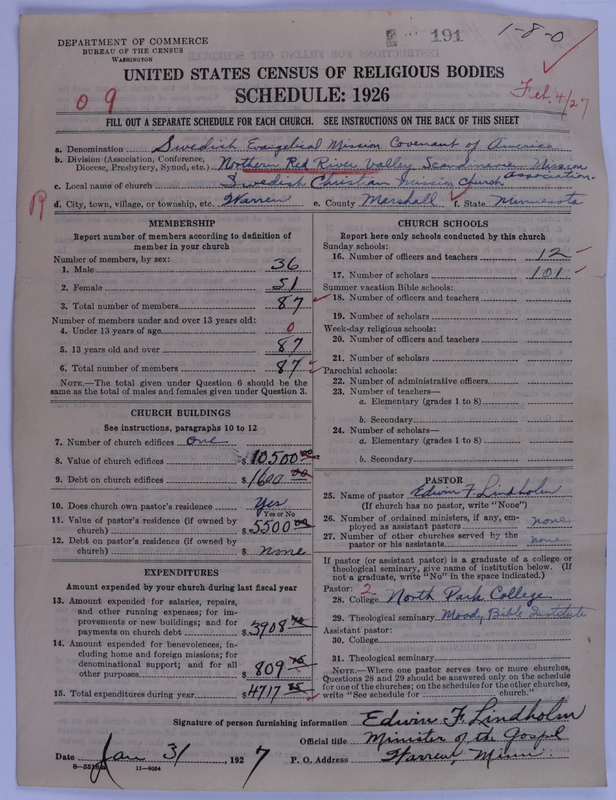 191
1-8-0
DEPARTMENT OF COMMERCE
BUREAU OF THE CENSUS
WASHINGTON
UNITED STATES CENSUS OF RELIGIOUS BODIES
SCHEDULE: 1926
0 9
Feb. 4/27
FILL OUT A SEPARATE SCHEDULE FOR EACH CHURCH. SEE INSTRUCTIONS ON THE BACK OF THIS SHEET
a. Denomination Swedish Evangelical Mission Covenant of America
b. Division (Association, Conference, Diocese, Presbytery, Synod, etc.) Northern Red River Valley Scandinavian Mission Association.
c. Local name of church Swedish Christian Mission Church
d. City, town, village, or township, etc. Warren e. County Marshall f. State Minnesota
MEMBERSHIP
Report number of members according to definition of member in your church
Number of members, by sex:
1. Male 36
2. Female 51
3. Total number of members 87
Number of members under and over 13 years old:
4. Under 13 years of age 0
5. 13 years old and over 87
6. Total number of members 87
NOTE.—The total given under Question 6 should be the same as the total of males and females given under Question 3.
CHURCH BUILDINGS
See instructions, paragraphs 10 to 12
7. Number of church edifices one
8. Value of church edifices $ 10500 00
9. Debt on church edifices $ 1600 00
10. Does church own pastor's residence? Yes
Yes or No
11. Value of pastor's residence (if owned by church) $ 5500 00
12. Debt on pastor's residence (if owned by church) $ None
EXPENDITURES
Amount expended by your church during last fiscal year
13. Amount expended for salaries, repairs, and other running expenses; for improvements or new buildings; and for payments on church debt $ 3908
14. Amount expended for benevolences, including home and foreign missions; for denominational support; and for all other purposes $ 809
15. Total expenditures during year $ 4717
CHURCH SCHOOLS
Report here only schools conducted by this church
Sunday schools:
16. Number of officers and teachers 12
17. Number of scholars 101
Summer vacation Bible schools:
18. Number of officers and teachers
19. Number of scholars
Week-day religious schools:
20. Number of officers and teachers
21. Number of scholars
Parochial schools:
22. Number of administrative officers
23. Number of teachers—
a. Elementary (grades 1 to 8)
b. Secondary
24. Number of scholars—
a. Elementary (grades 1 to 8)
b. Secondary
PASTOR
25. Name of pastor Edwin F. Lindholm
(If church has no pastor, write "None")
26. Number of ordained ministers, if any, employed as assistant pastors none
27. Number of other churches served by the pastor or his assistants none
If pastor (or assistant pastor) is a graduate of a college or theological seminary, give name of institution below. (If not a graduate, write "No" in the space indicated.)
Pastor: 2
28. College North Park College
29. Theological seminary Moody Bible Institute
Assistant pastor:
30. College
31. Theological seminary
NOTE.—Where one pastor serves two or more churches, Questions 28 and 29 should be answered only on the schedule for one of the churches; on the schedules for the other churches, write "See schedule for church."
Signature of person furnishing information Edwin F. Lindholm
Official title Minister of the Gospel
Date Jan 31, 1927 P. O. Address Warren, Minn.
11-9064